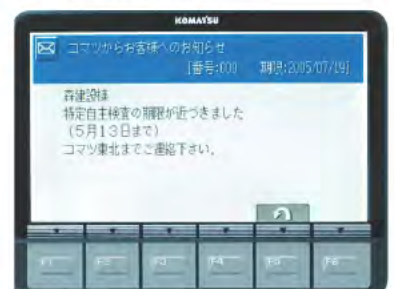 KOMATSU
コマツからお客様へのお知らせ
[番号:000 期限:2005/07/19]
森建設様
特定自主検査の期限が近づきました
(5月13日まで)
コマツ東北までご連絡下さい。
F1 F2 F3 F4 F5 F6